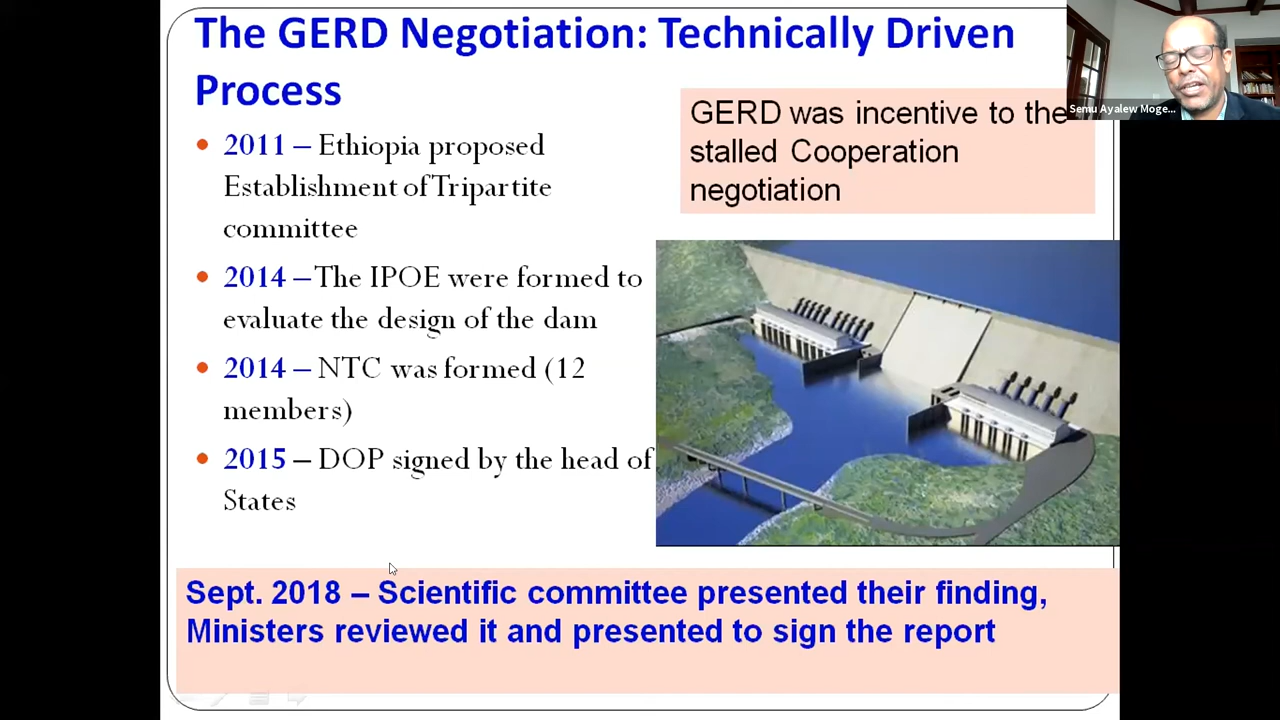 The GERD Negotiation: Technically Driven
Process
• 2011 – Ethiopia proposed
Establishment of Tripartite
committee
• 2014 – The IPOE were formed to
evaluate the design of the dam
• 2014 – NTC was formed (12
members)
• 2015 – DOP signed by the head of
States
GERD was incentive to the
stalled Cooperation
negotiation
Semu Ayalew Moge...
Sept. 2018 – Scientific committee presented their finding,
Ministers reviewed it and presented to sign the report